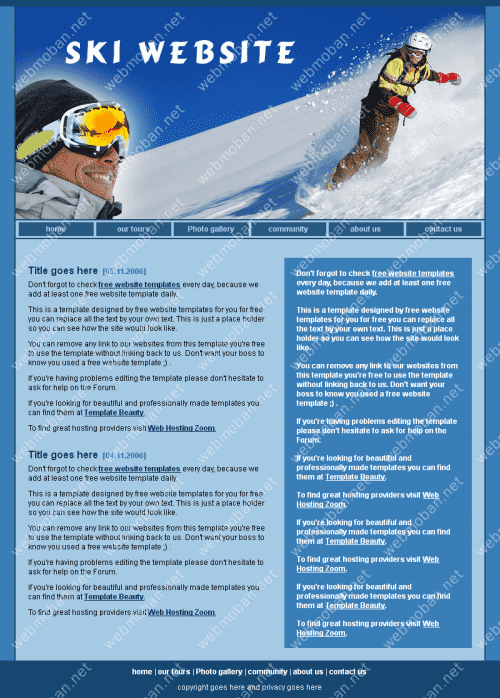 SKI WEBSITE
home our tours Photo gallery community about us contact us
Title goes here [05.11.2006]
Don't forgot to check free website templates every day, because we
add at least one free website template daily.
This is a template designed by free website templates for you for free
you can replace all the text by your own text. This is just a place holder
so you can see how the site would look like.
You can remove any link to our websites from this template you're free
to use the template without linking back to us. Don't want your boss to
know you used a free website template ;) .
If you're having problems editing the template please don't hesitate to
ask for help on the Forum.
If you're looking for beautiful and professionally made templates you
can find them at Template Beauty.
To find great hosting providers visit Web Hosting Zoom.
Title goes here [04.11.2006]
Don't forgot to check free website templates every day, because we
add at least one free website template daily.
This is a template designed by free website templates for you for free
you can replace all the text by your own text. This is just a place holder
so you can see how the site would look like.
You can remove any link to our websites from this template you're free
to use the template without linking back to us. Don't want your boss to
know you used a free website template ;) .
If you're having problems editing the template please don't hesitate to
ask for help on the Forum.
If you're looking for beautiful and professionally made templates you
can find them at Template Beauty.
To find great hosting providers visit Web Hosting Zoom.
Don't forgot to check free website templates
every day, because we add at least one free
website template daily.
This is a template designed by free website
templates for you for free you can replace all
the text by your own text. This is just a place
holder so you can see how the site would look
like.
You can remove any link to our websites from
this template you're free to use the template
without linking back to us. Don't want your
boss to know you used a free website
template ;) .
If you're having problems editing the template
please don't hesitate to ask for help on the
Forum.
If you're looking for beautiful and
professionally made templates you can find
them at Template Beauty.
To find great hosting providers visit Web
Hosting Zoom.
If you're looking for beautiful and
professionally made templates you can find
them at Template Beauty.
To find great hosting providers visit Web
Hosting Zoom.
If you're looking for beautiful and
professionally made templates you can find
them at Template Beauty.
To find great hosting providers visit Web
Hosting Zoom.
home | our tours | Photo gallery | community | about us | contact us
copyright goes here and privacy goes here
webmoban.net